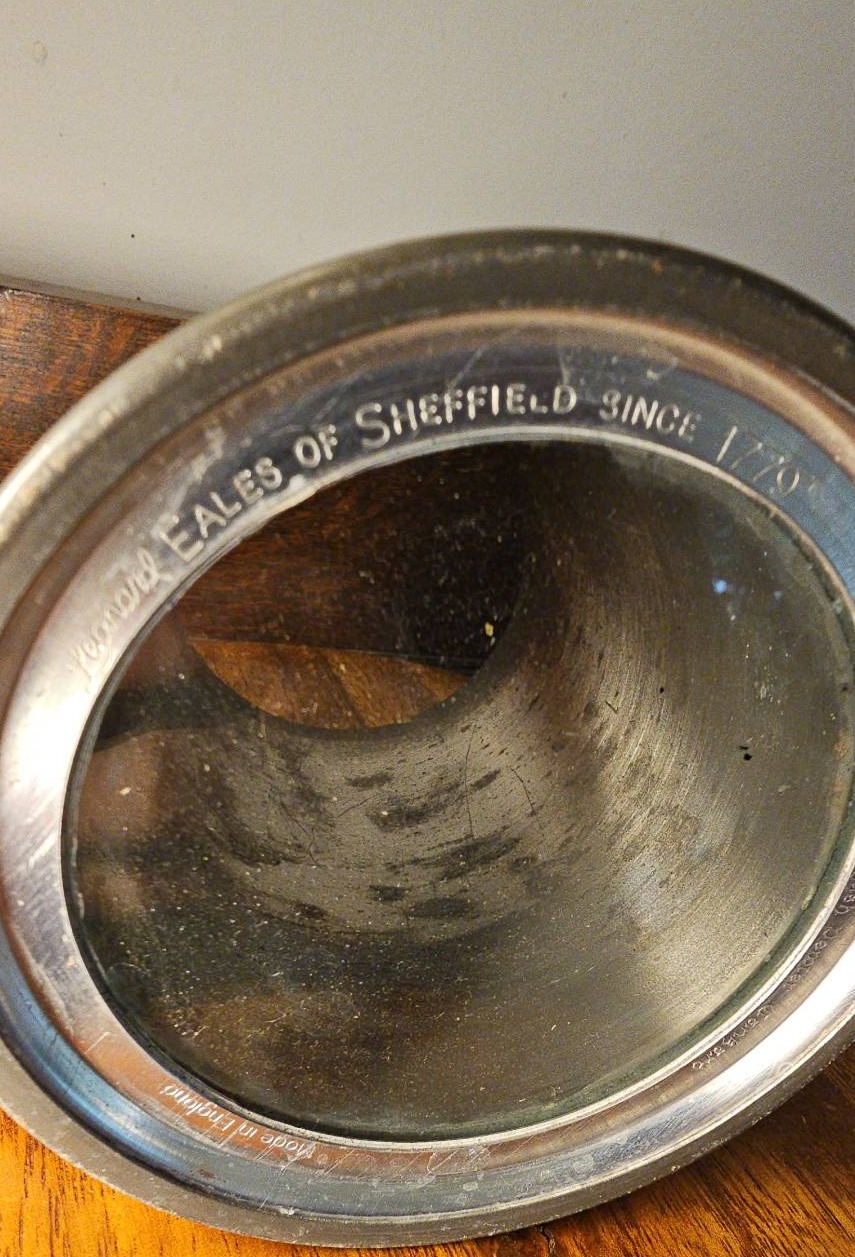 Leonard EALES OF SHEFFIELD SINCE 1779
Made in England